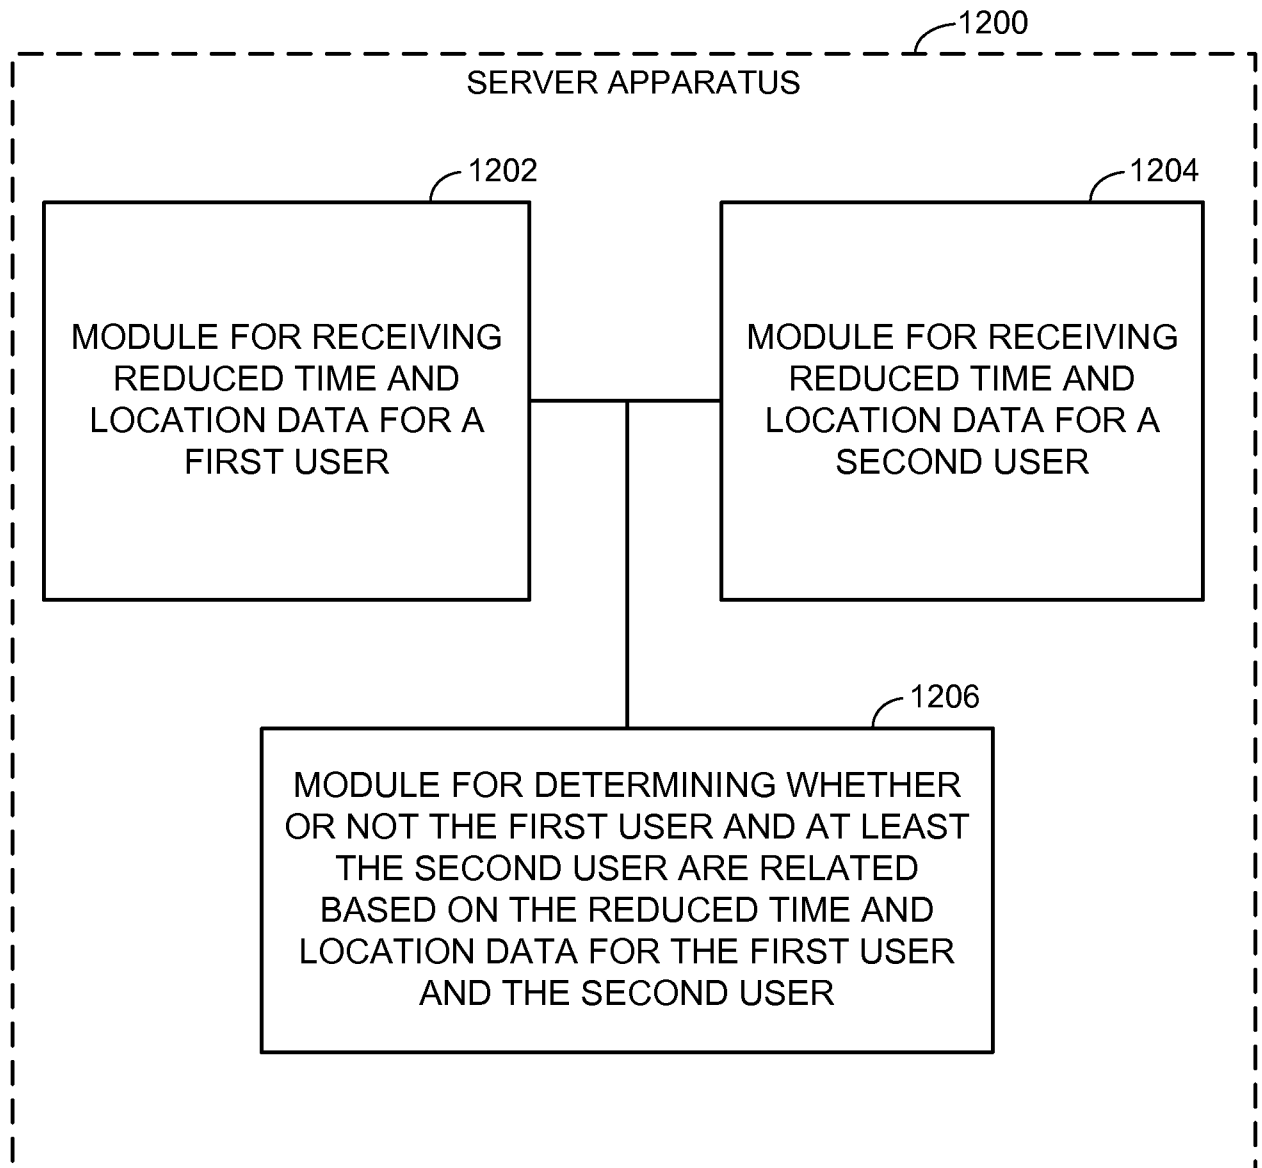 1200
SERVER APPARATUS
1202
MODULE FOR RECEIVING
REDUCED TIME AND
LOCATION DATA FOR A
FIRST USER
1204
MODULE FOR RECEIVING
REDUCED TIME AND
LOCATION DATA FOR A
SECOND USER
1206
MODULE FOR DETERMINING WHETHER
OR NOT THE FIRST USER AND AT LEAST
THE SECOND USER ARE RELATED
BASED ON THE REDUCED TIME AND
LOCATION DATA FOR THE FIRST USER
AND THE SECOND USER